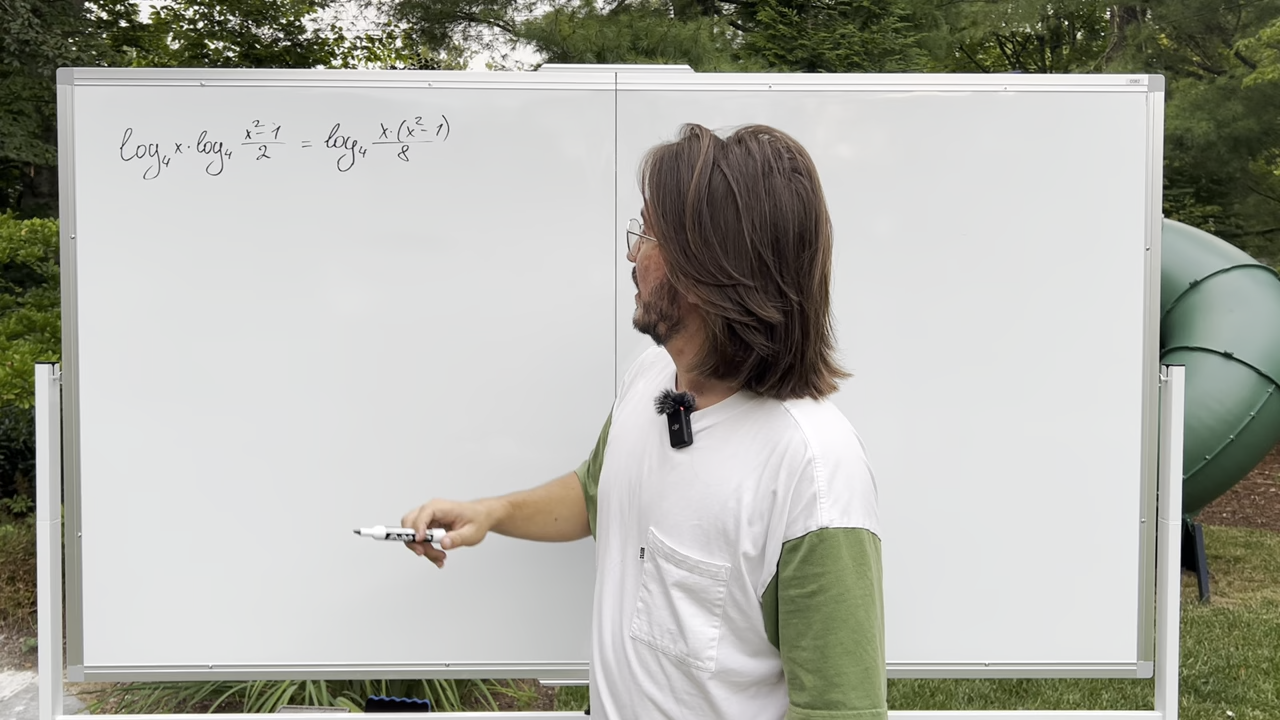 log₄ x · log₄ (x² - 1)/2 = log₄ (x · (x² - 1))/8